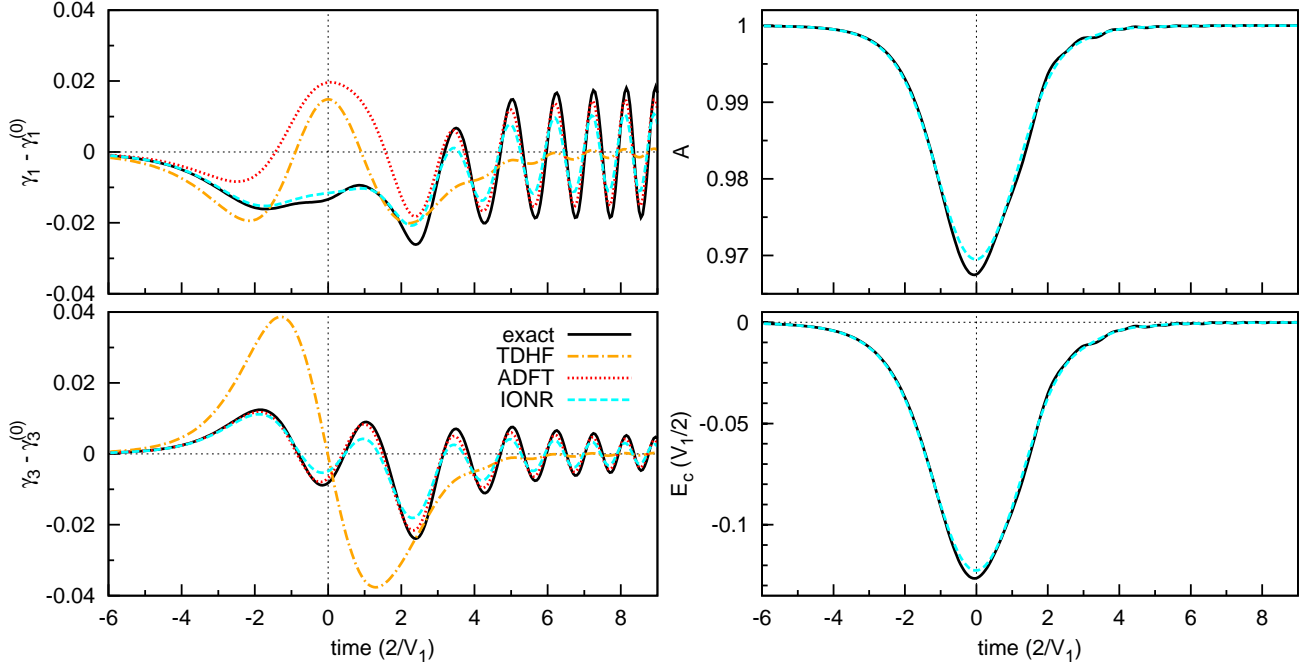 0.04
0.02
0
-0.02
-0.04
γ₁ - γ₁⁽⁰⁾
1
0.99
0.98
0.97
A
0.04
0.02
0
-0.02
-0.04
γ₃ - γ₃⁽⁰⁾
exact
TDHF
ADFT
IONR
-6 -4 -2 0 2 4 6 8
time (2/V₁)
0
-0.05
-0.1
E_c (V₁/2)
-6 -4 -2 0 2 4 6 8
time (2/V₁)